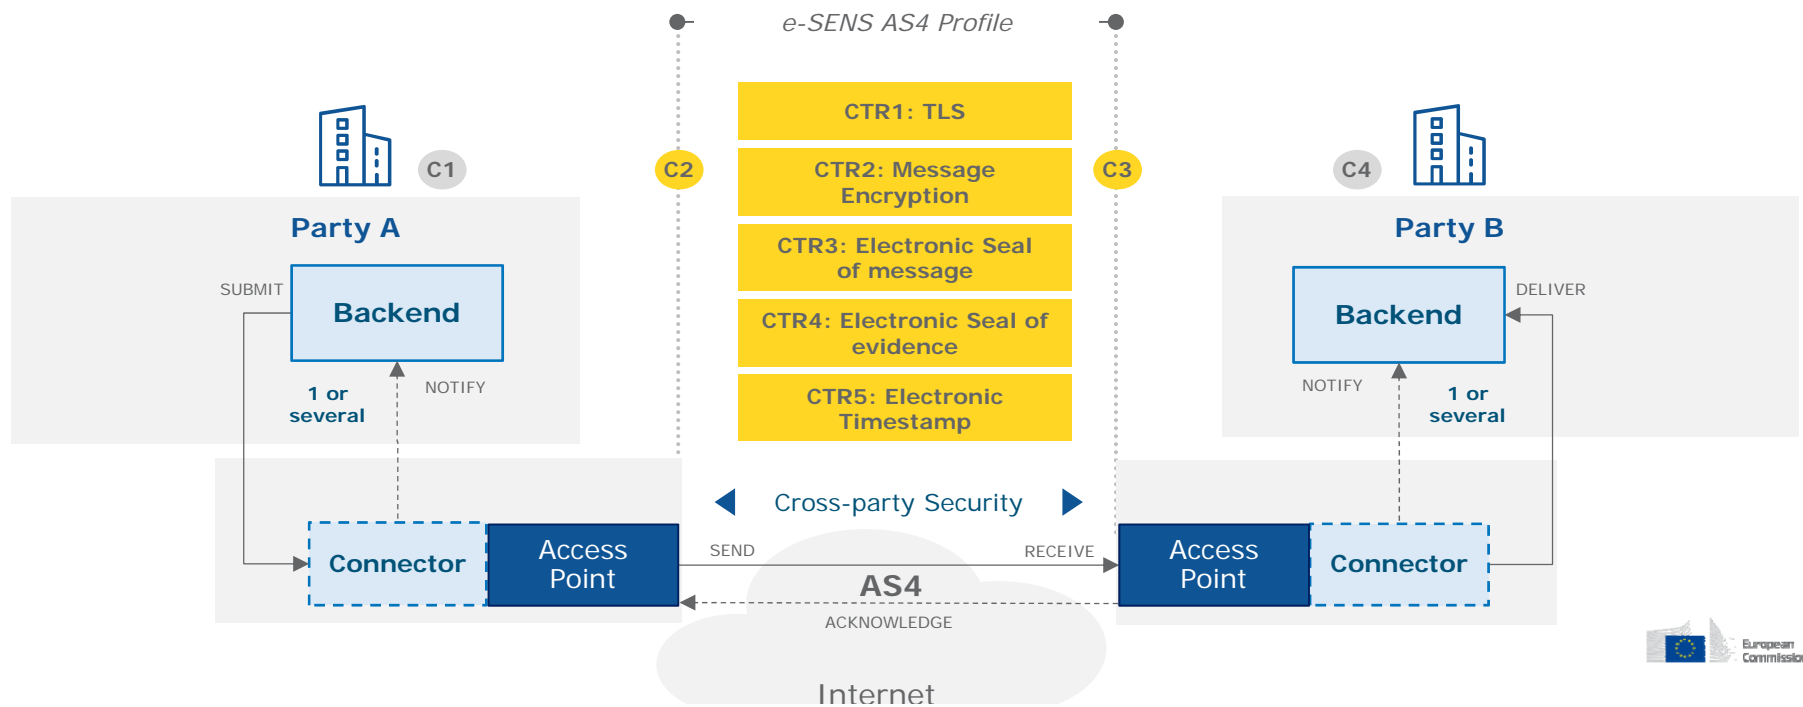 e-SENS AS4 Profile
CTR1: TLS
CTR2: Message
Encryption
CTR3: Electronic Seal
of message
CTR4: Electronic Seal of
evidence
CTR5: Electronic
Timestamp
C1
C2
C3
C4
Party A
SUBMIT
Backend
NOTIFY
1 or
several
Connector
Access
Point
Cross-party Security
SEND
RECEIVE
AS4
ACKNOWLEDGE
Internet
Party B
DELIVER
Backend
NOTIFY
1 or
several
Access
Point
Connector
European
Commission